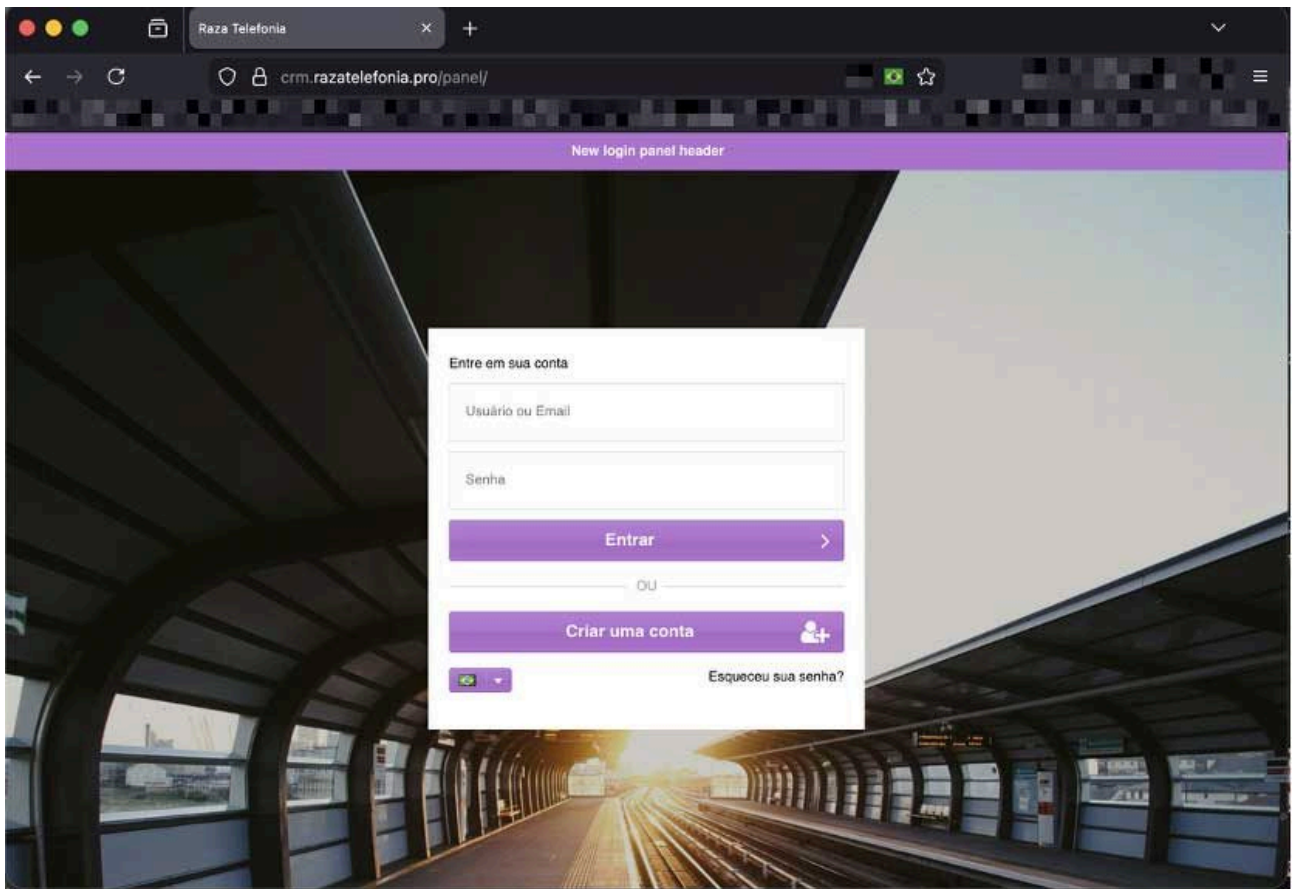 Raza Telefonia
crm.razatelefonia.pro/panel/
New login panel header
Entre em sua conta
Usuário ou Email
Senha
Entrar
OU
Criar uma conta
Esqueceu sua senha?